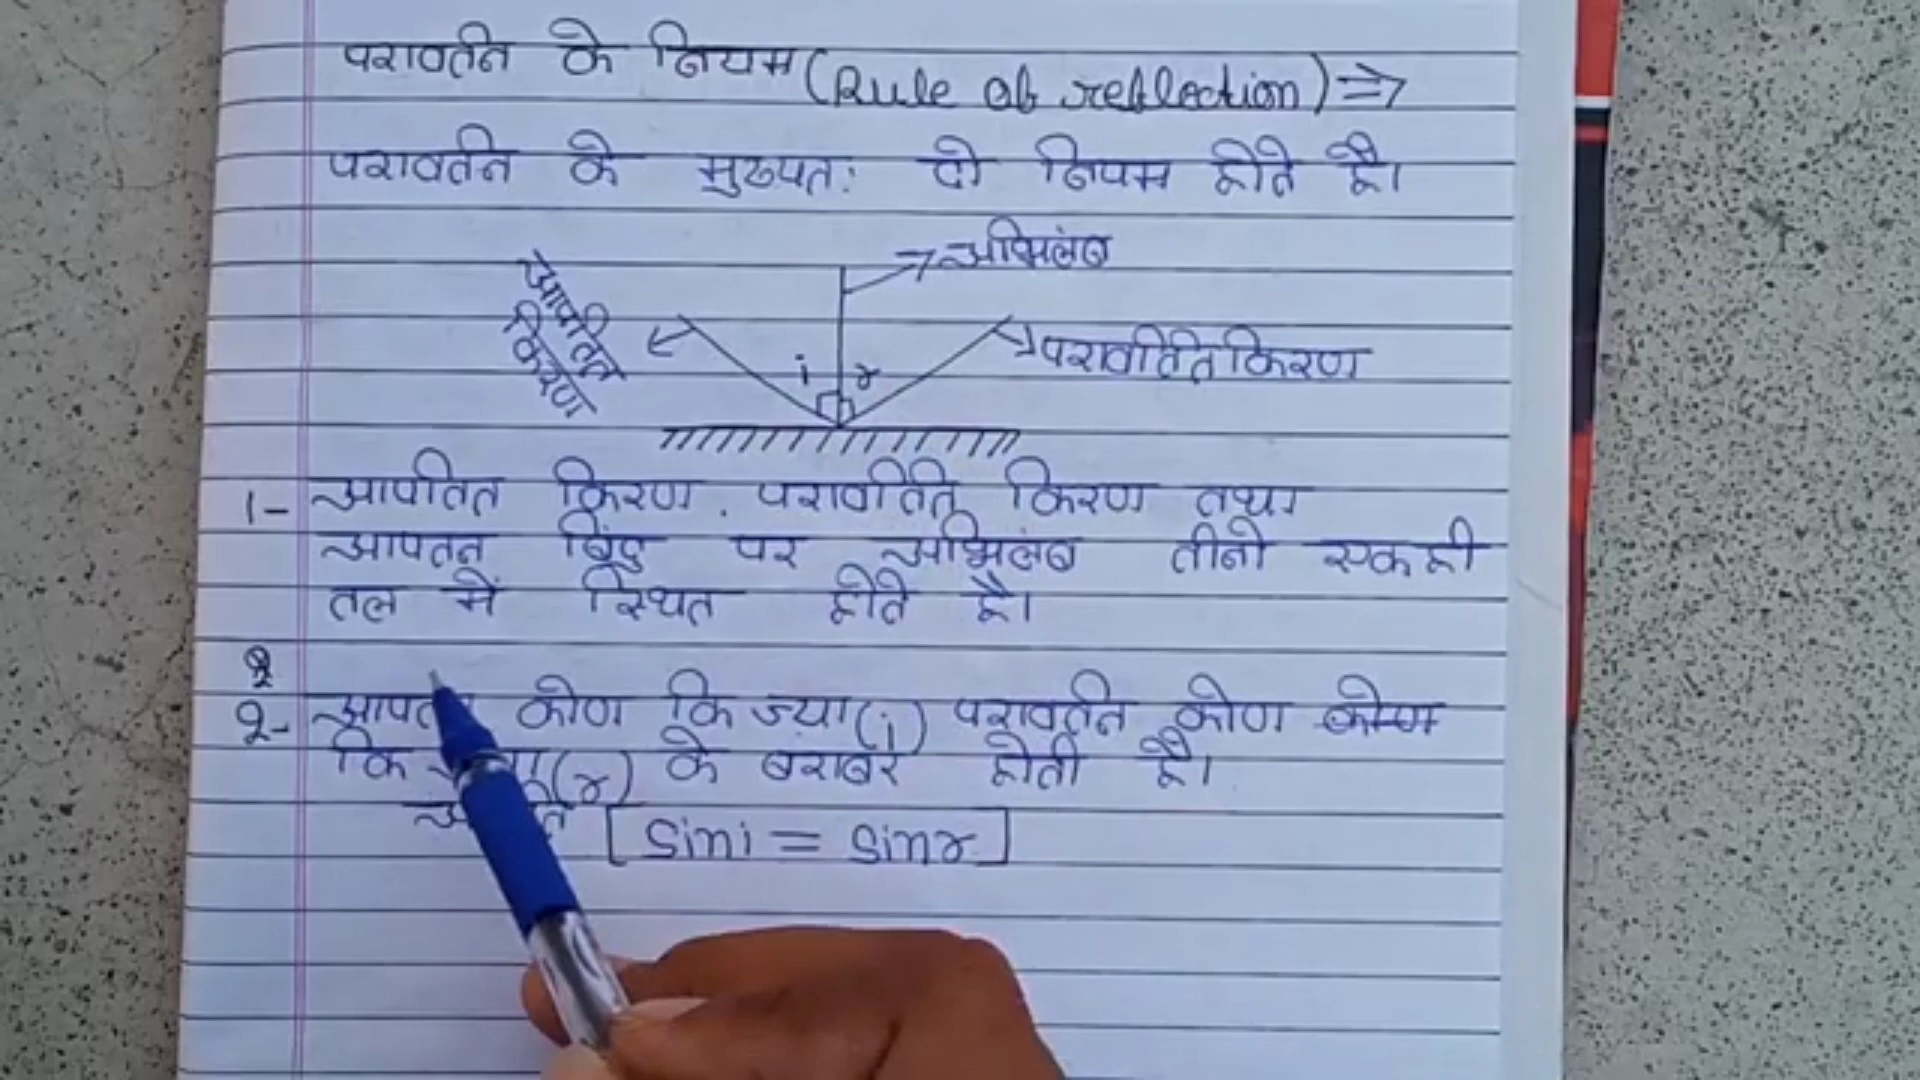 परावर्तन के नियम (Rule of reflection) ⇒
परावर्तन के मुख्यत: दो नियम होते है।
अभिलंब
आपतित
किरण
परावर्तित किरण
i r
1- आपतित किरण, परावर्तित किरण तथा
आपतन बिंदु पर अभिलंब तीनो एक ही
तल में स्थित होते है।
2- कोण कि ज्या(i) परावर्तन कोण कोण
कि (r) के बराबर होती है।
[sini = sinr]